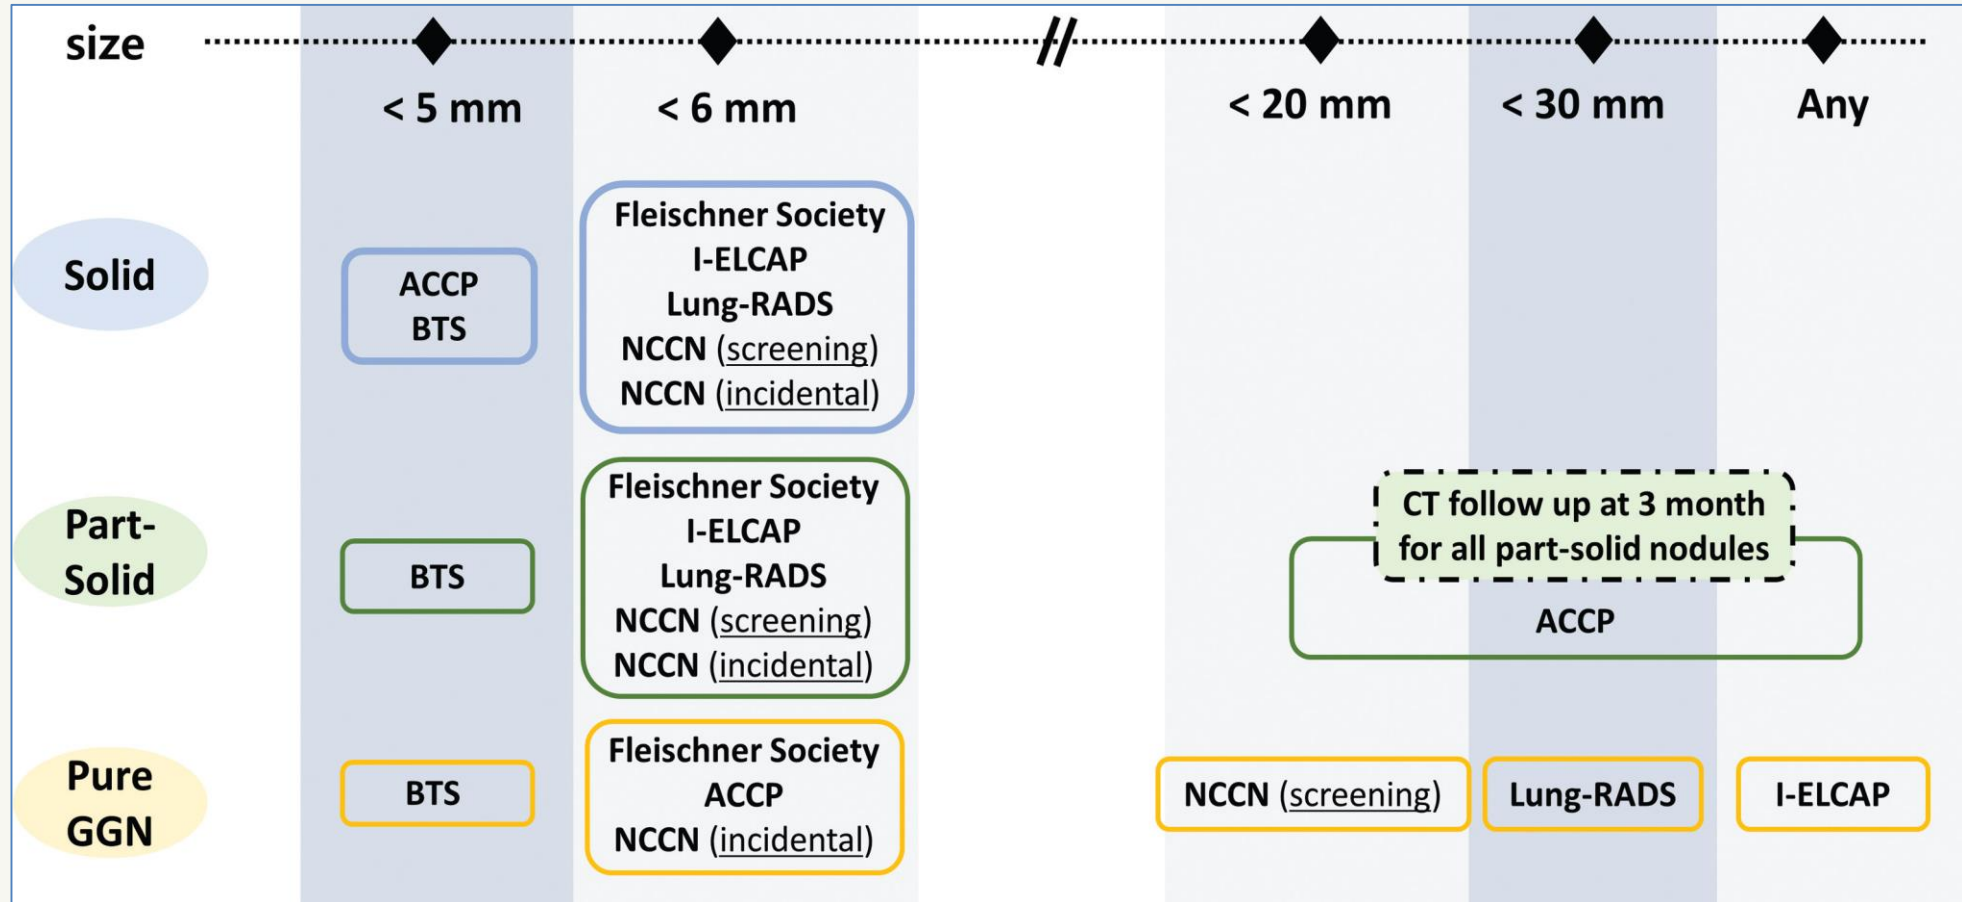 size
< 5 mm
< 6 mm
< 20 mm
< 30 mm
Any
Solid
ACCP
BTS
Fleischner Society
I-ELCAP
Lung-RADS
NCCN (screening)
NCCN (incidental)
Part-
Solid
BTS
Fleischner Society
I-ELCAP
Lung-RADS
NCCN (screening)
NCCN (incidental)
CT follow up at 3 month
for all part-solid nodules
ACCP
Pure
GGN
BTS
Fleischner Society
ACCP
NCCN (incidental)
NCCN (screening)
Lung-RADS
I-ELCAP